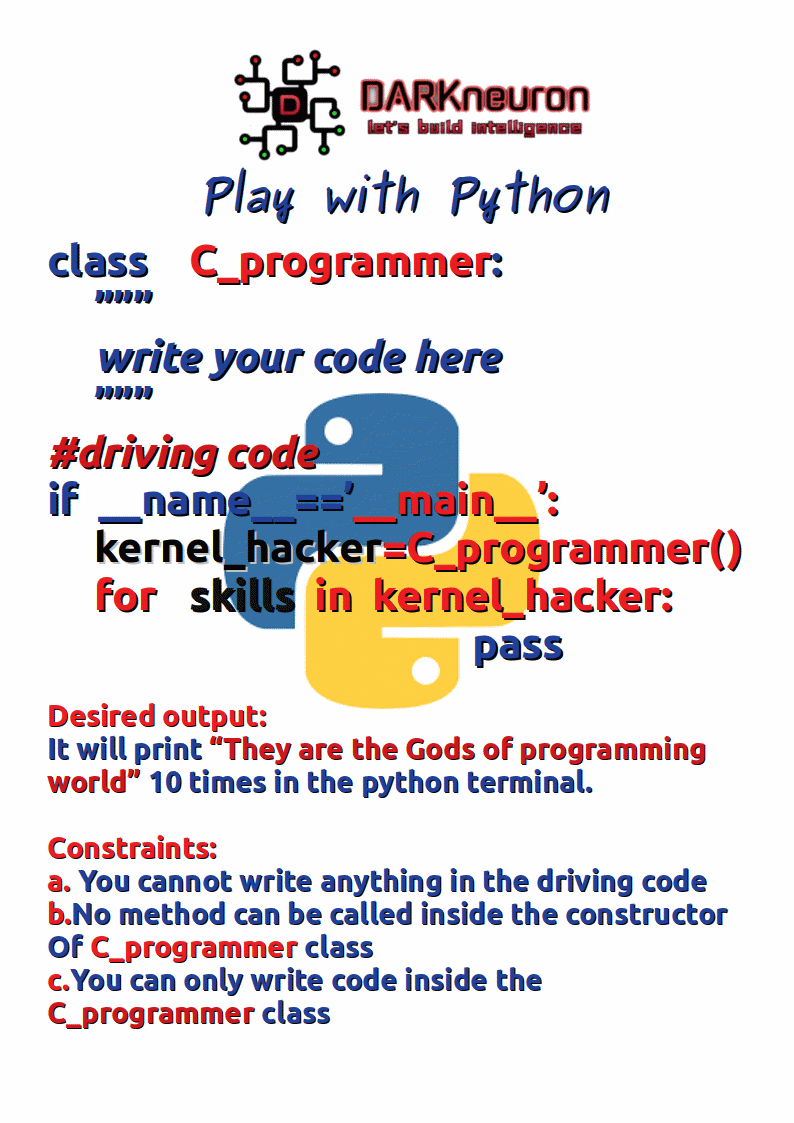 D
DARKneuron
let's build intelligence
Play with Python
class C_programmer:
”””
write your code here
”””
#driving code
if __name__==’__main__’:
kernel_hacker=C_programmer()
for skills in kernel_hacker:
pass
Desired output:
It will print “They are the Gods of programming
world” 10 times in the python terminal.
Constraints:
a. You cannot write anything in the driving code
b.No method can be called inside the constructor
Of C_programmer class
c.You can only write code inside the
C_programmer class